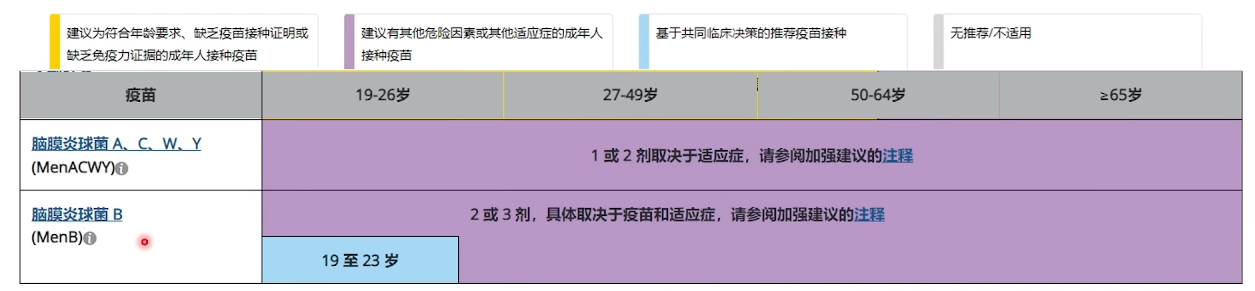 建议为符合年龄要求、缺乏疫苗接种证明或
缺乏免疫力证据的成年人接种疫苗
建议有其他危险因素或其他适应症的成年人
接种疫苗
基于共同临床决策的推荐疫苗接种
无推荐/不适用
疫苗
19-26岁
27-49岁
50-64岁
≥65岁
脑膜炎球菌 A、C、W、Y
(MenACWY)
1 或 2 剂取决于适应症，请参阅加强建议的注释
脑膜炎球菌 B
(MenB)
2 或 3 剂，具体取决于疫苗和适应症，请参阅加强建议的注释
19 至 23 岁